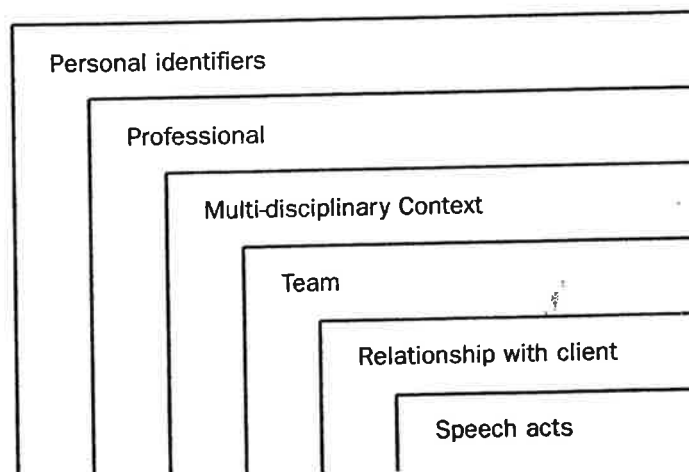 Personal identifiers
Professional
Multi-disciplinary Context
Team
Relationship with client
Speech acts